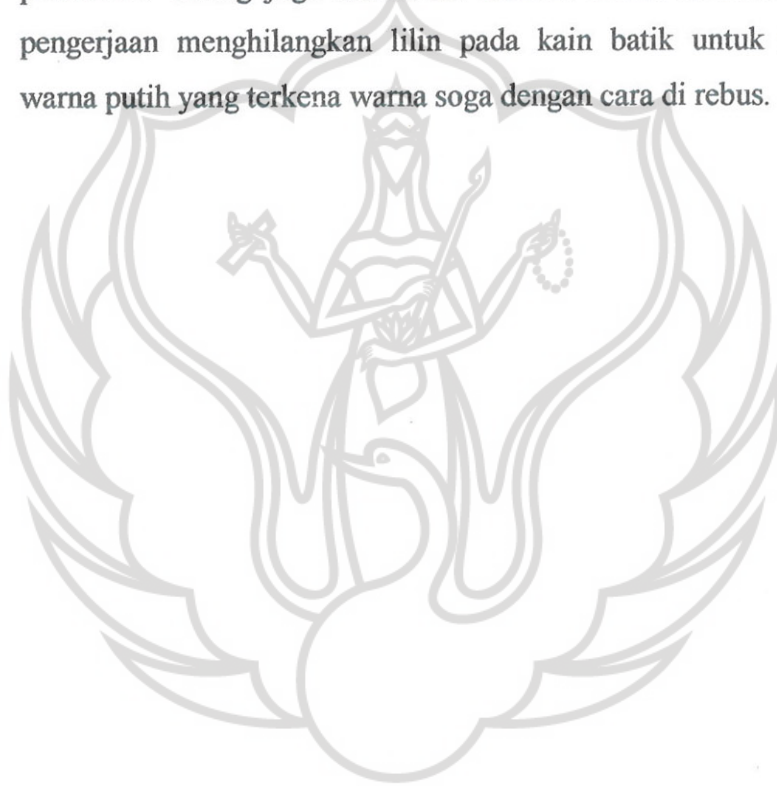 pengerjaan menghilangkan lilin pada kain batik untuk
warna putih yang terkena warna soga dengan cara di rebus.